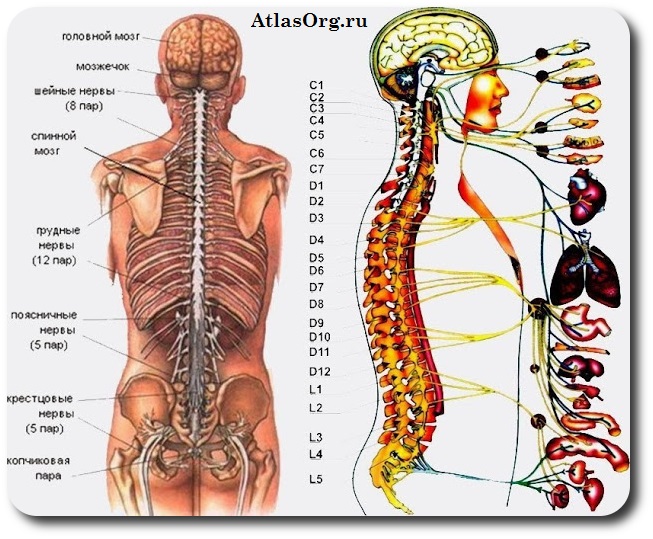 AtlasOrg.ru
головной мозг
мозжечок
шейные нервы
(8 пар)
спинной
мозг
грудные
нервы
(12 пар)
поясничные
нервы
(5 пар)
крестцовые
нервы
(5 пар)
копчиковая
пара
C1
C2
C3
C4
C5
C6
C7
D1
D2
D3
D4
D5
D6
D7
D8
D9
D10
D11
D12
L1
L2
L3
L4
L5